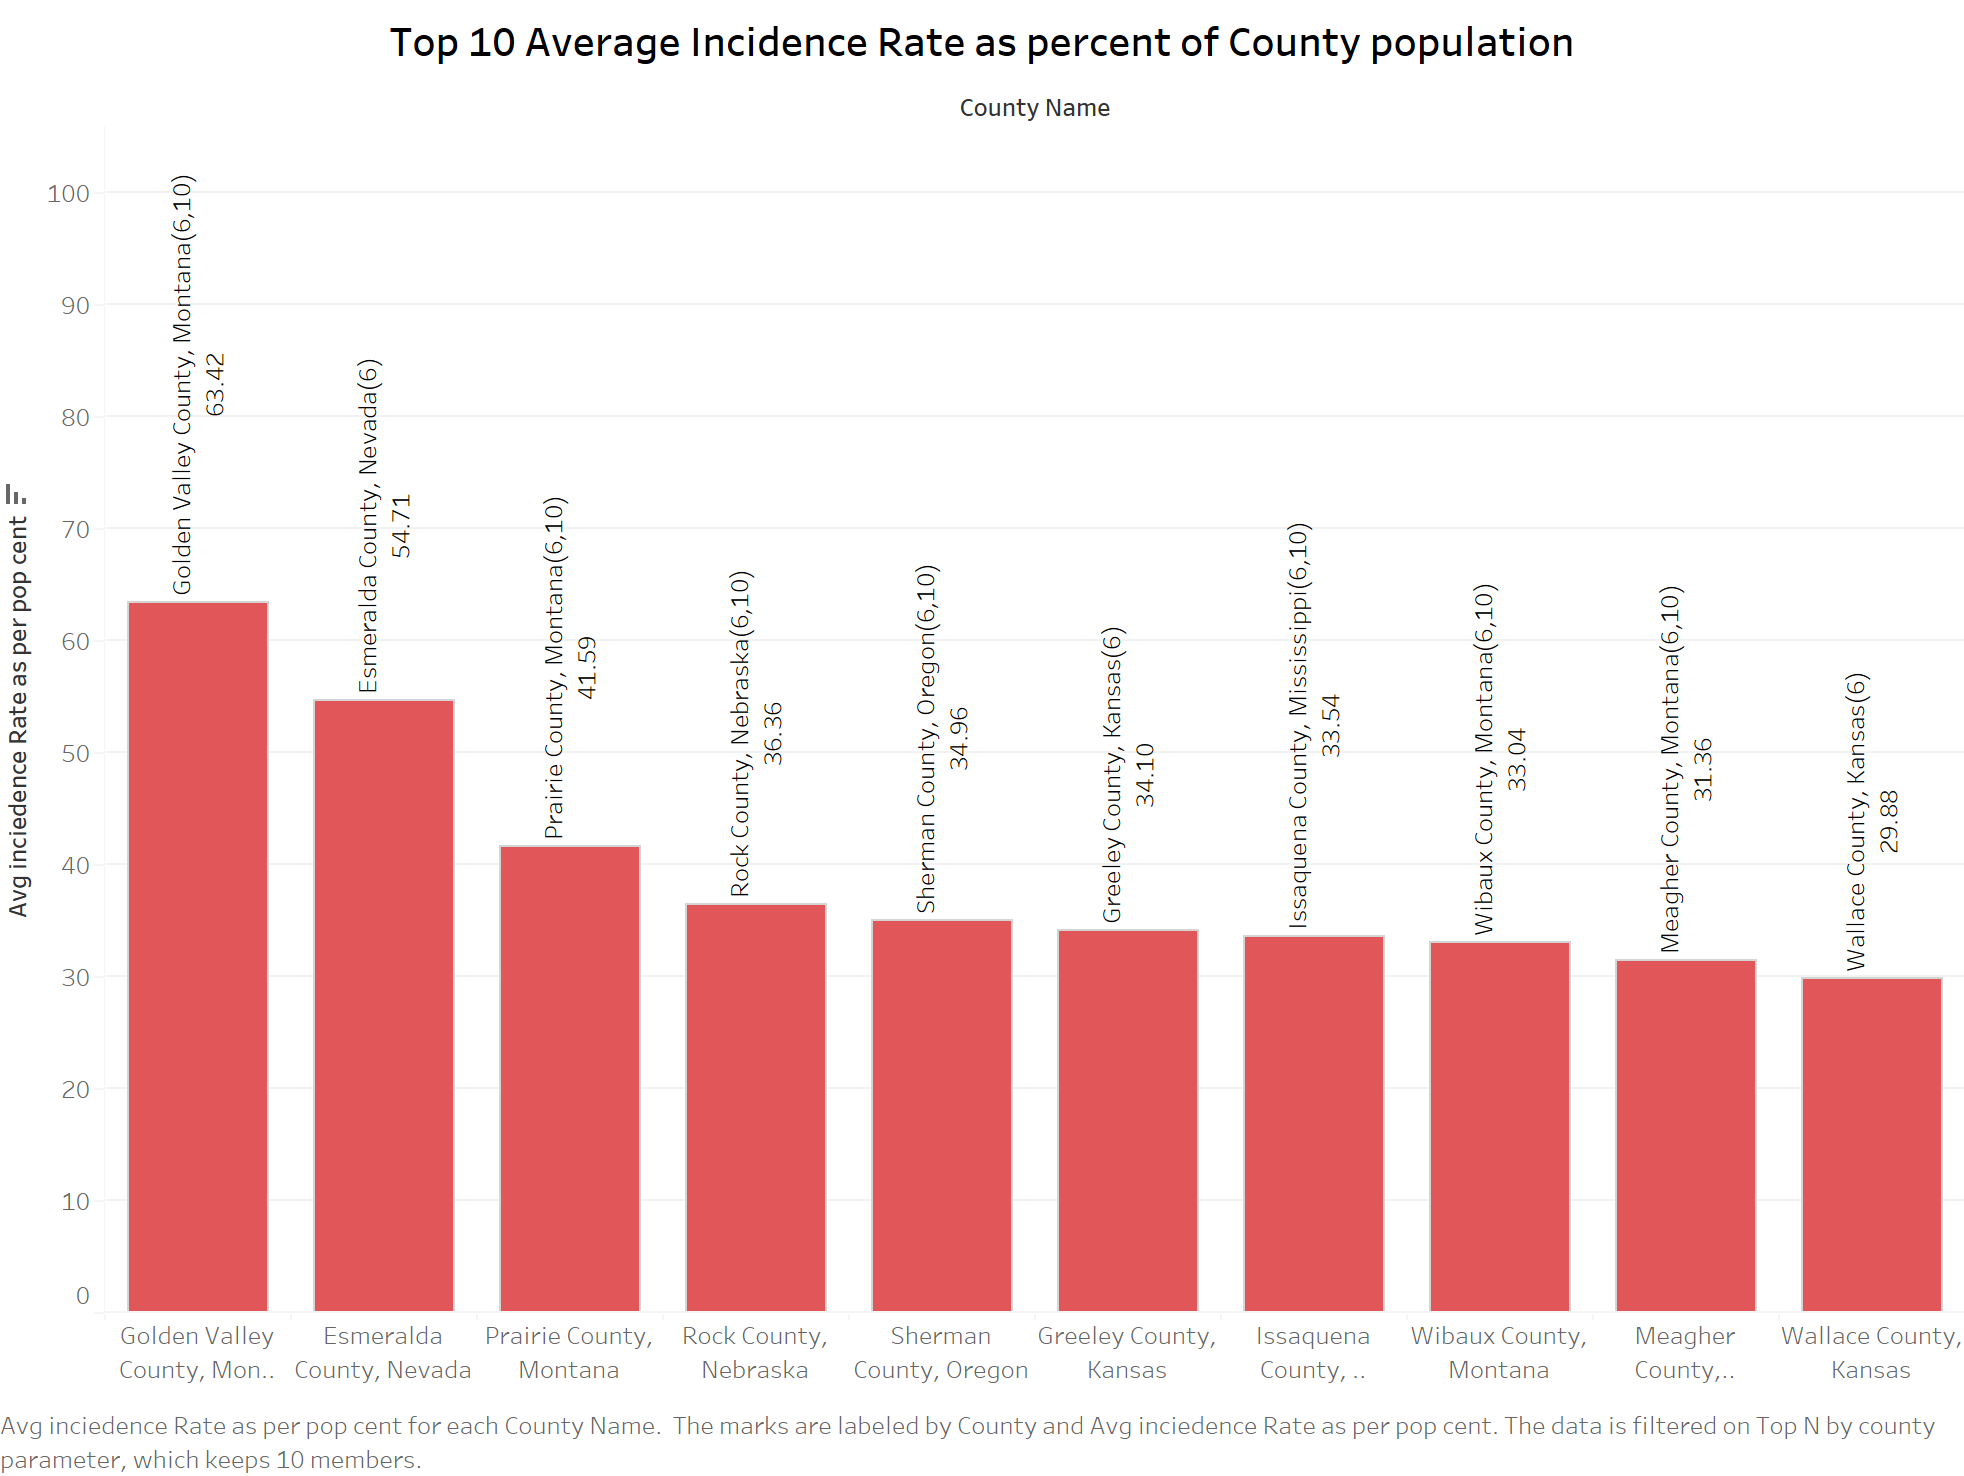 Top 10 Average Incidence Rate as percent of County population
County Name
Avg inciedence Rate as per pop cent
100
90
80
70
60
50
40
30
20
10
0
Golden Valley County, Montana(6,10)
63.42
Esmeralda County, Nevada(6)
54.71
Prairie County, Montana(6,10)
41.59
Rock County, Nebraska(6,10)
36.36
Sherman County, Oregon(6,10)
34.96
Greeley County, Kansas(6)
34.10
Issaquena County, Mississippi(6,10)
33.54
Wibaux County, Montana(6,10)
33.04
Meagher County, Montana(6,10)
31.36
Wallace County, Kansas(6)
29.88
Golden Valley
County, Mon..
Esmeralda
County, Nevada
Prairie County,
Montana
Rock County,
Nebraska
Sherman
County, Oregon
Greeley County,
Kansas
Issaquena
County, ..
Wibaux County,
Montana
Meagher
County,..
Wallace County,
Kansas
Avg inciedence Rate as per pop cent for each County Name.  The marks are labeled by County and Avg inciedence Rate as per pop cent. The data is filtered on Top N by county
parameter, which keeps 10 members.